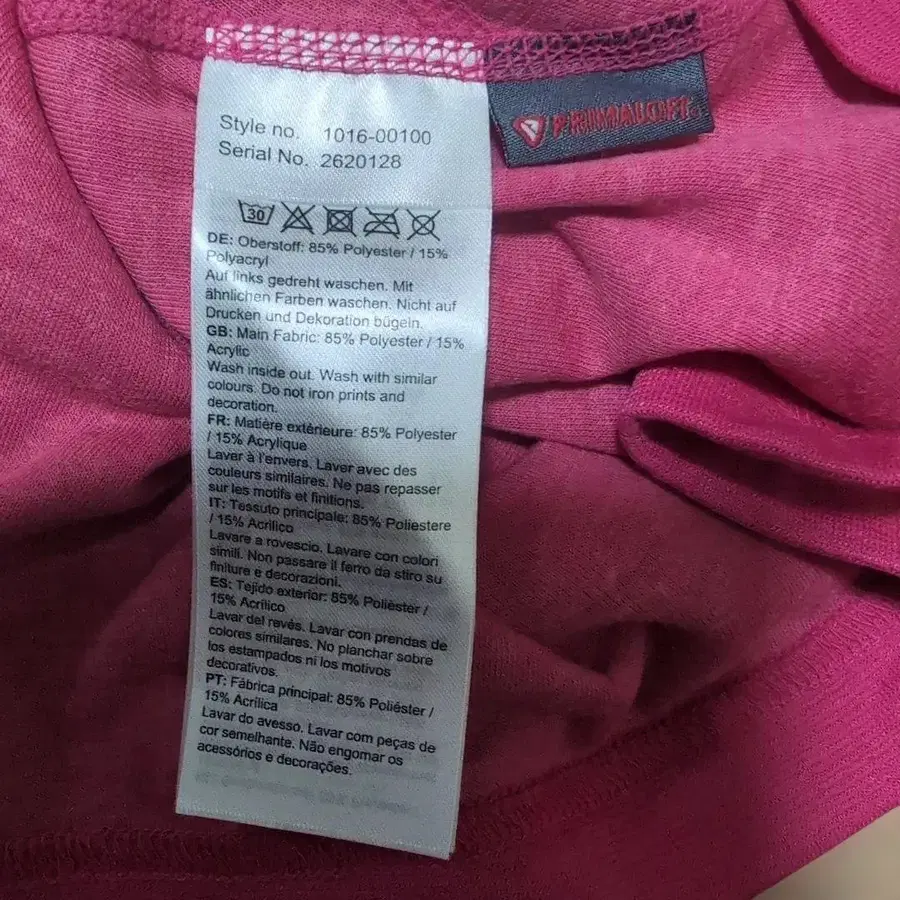 Style no. 1016-00100
Serial No. 2620128
PRIMALOFT
30
DE: Oberstoff: 85% Polyester / 15%
Polyacryl
Auf links gedreht waschen. Mit
ähnlichen Farben waschen. Nicht auf
Drucken und Dekoration bügeln.
GB: Main Fabric: 85% Polyester / 15%
Acrylic
Wash inside out. Wash with similar
colours. Do not iron prints and
decoration.
FR: Matière extérieure: 85% Polyester
/ 15% Acrylique
Laver à l'envers. Laver avec des
couleurs similaires. Ne pas repasser
sur les motifs et finitions.
IT: Tessuto principale: 85% Poliestere
/ 15% Acrilico
Lavare a rovescio. Lavare con colori
simili. Non passare il ferro da stiro su
finiture e decorazioni.
ES: Tejido exterior: 85% Poliéster /
15% Acrílico
Lavar del revés. Lavar con prendas de
colores similares. No planchar sobre
los estampados ni los motivos
decorativos.
PT: Fábrica principal: 85% Poliéster /
15% Acrílica
Lavar do avesso. Lavar com peças de
cor semelhante. Não engomar os
acessórios e decorações.